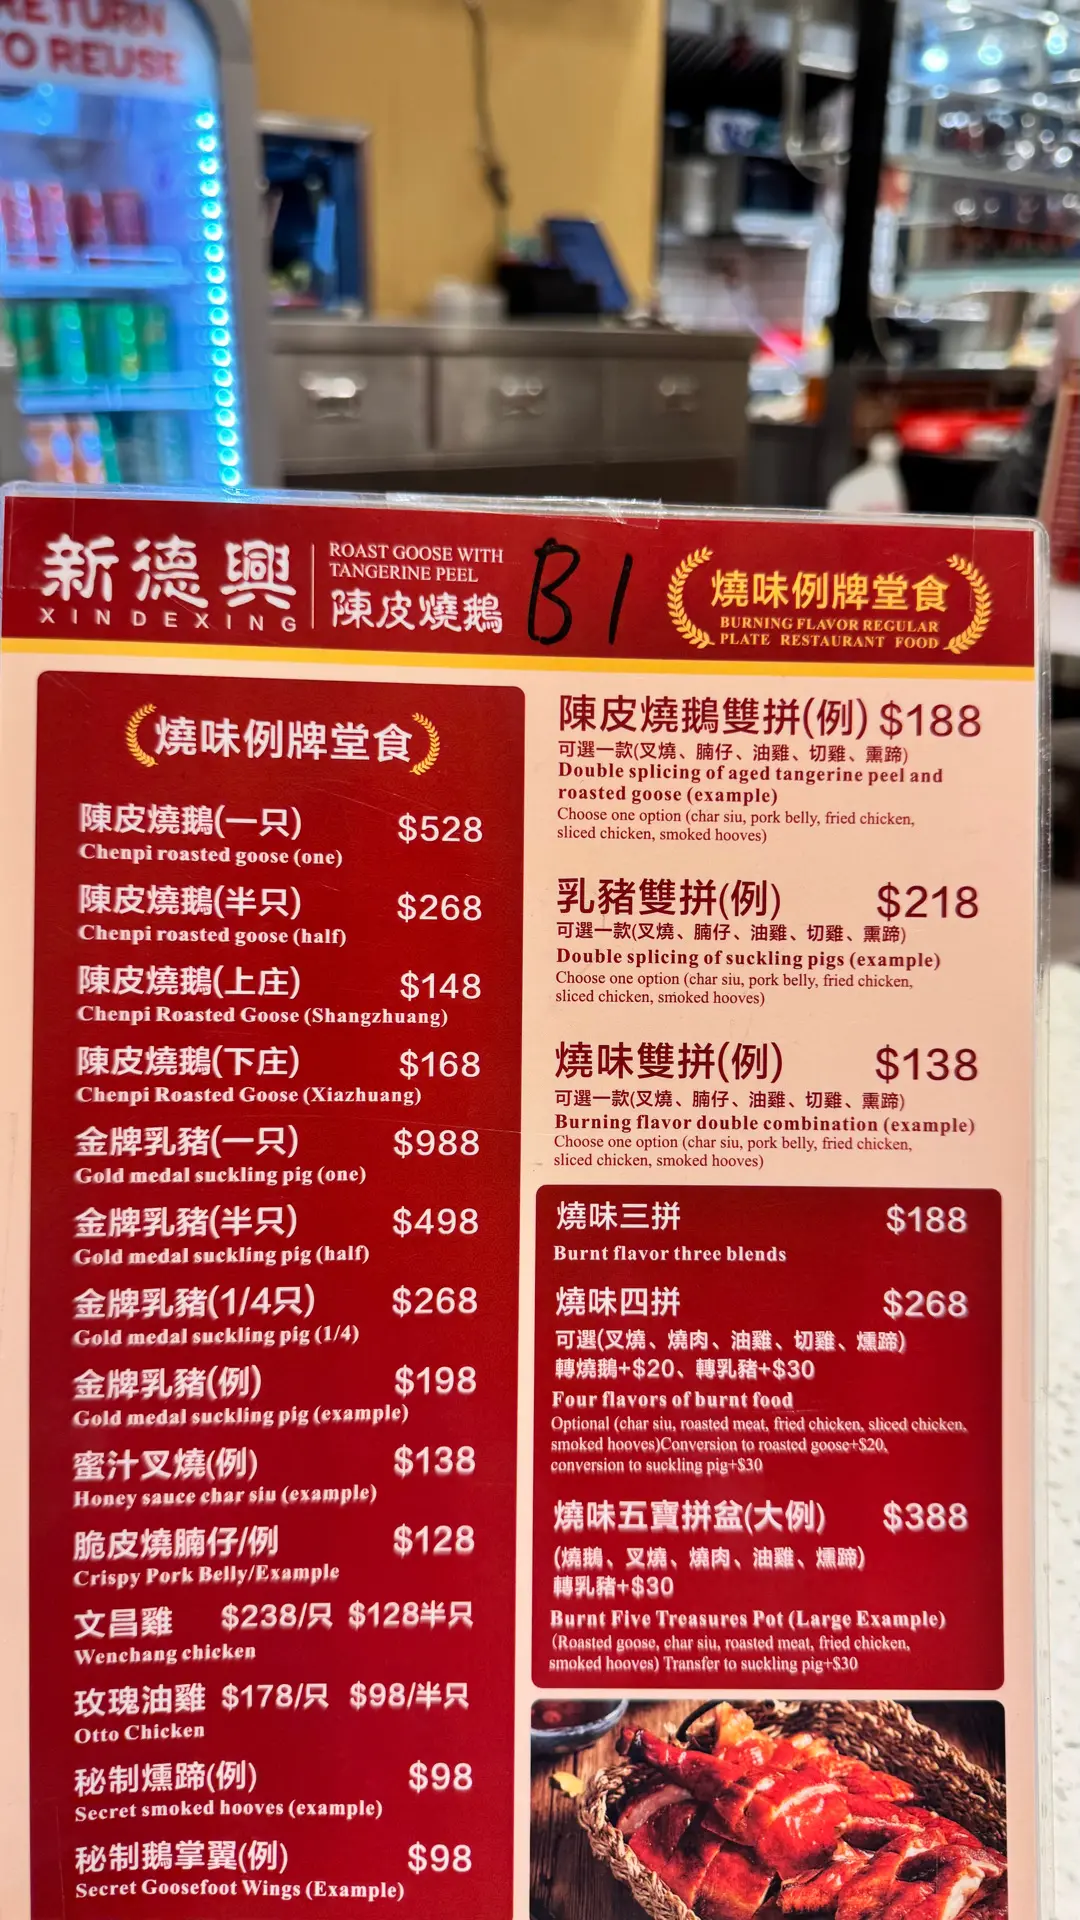 RETURN
TO REUSE
新德興
XINDEXING
ROAST GOOSE WITH
TANGERINE PEEL
陳皮燒鵝
B1
燒味例牌堂食
BURNING FLAVOR REGULAR
PLATE RESTAURANT FOOD
燒味例牌堂食
陳皮燒鵝(一只) $528
Chenpi roasted goose (one)
陳皮燒鵝(半只) $268
Chenpi roasted goose (half)
陳皮燒鵝(上庄) $148
Chenpi Roasted Goose (Shangzhuang)
陳皮燒鵝(下庄) $168
Chenpi Roasted Goose (Xiazhuang)
金牌乳豬(一只) $988
Gold medal suckling pig (one)
金牌乳豬(半只) $498
Gold medal suckling pig (half)
金牌乳豬(1/4只) $268
Gold medal suckling pig (1/4)
金牌乳豬(例) $198
Gold medal suckling pig (example)
蜜汁叉燒(例) $138
Honey sauce char siu (example)
脆皮燒腩仔/例 $128
Crispy Pork Belly/Example
文昌雞 $238/只 $128半只
Wenchang chicken
玫瑰油雞 $178/只 $98/半只
Otto Chicken
秘制燻蹄(例) $98
Secret smoked hooves (example)
秘制鵝掌翼(例) $98
Secret Goosefoot Wings (Example)
陳皮燒鵝雙拼(例) $188
可選一款(叉燒、腩仔、油雞、切雞、熏蹄)
Double splicing of aged tangerine peel and
roasted goose (example)
Choose one option (char siu, pork belly, fried chicken,
sliced chicken, smoked hooves)
乳豬雙拼(例) $218
可選一款(叉燒、腩仔、油雞、切雞、熏蹄)
Double splicing of suckling pigs (example)
Choose one option (char siu, pork belly, fried chicken,
sliced chicken, smoked hooves)
燒味雙拼(例) $138
可選一款(叉燒、腩仔、油雞、切雞、熏蹄)
Burning flavor double combination (example)
Choose one option (char siu, pork belly, fried chicken,
sliced chicken, smoked hooves)
燒味三拼 $188
Burnt flavor three blends
燒味四拼 $268
可選(叉燒、燒肉、油雞、切雞、燻蹄)
轉燒鵝+$20、轉乳豬+$30
Four flavors of burnt food
Optional (char siu, roasted meat, fried chicken, sliced chicken,
smoked hooves)Conversion to roasted goose+$20,
conversion to suckling pig+$30
燒味五寶拼盆(大例) $388
(燒鵝、叉燒、燒肉、油雞、燻蹄)
轉乳豬+$30
Burnt Five Treasures Pot (Large Example)
(Roasted goose, char siu, roasted meat, fried chicken,
smoked hooves) Transfer to suckling pig+$30